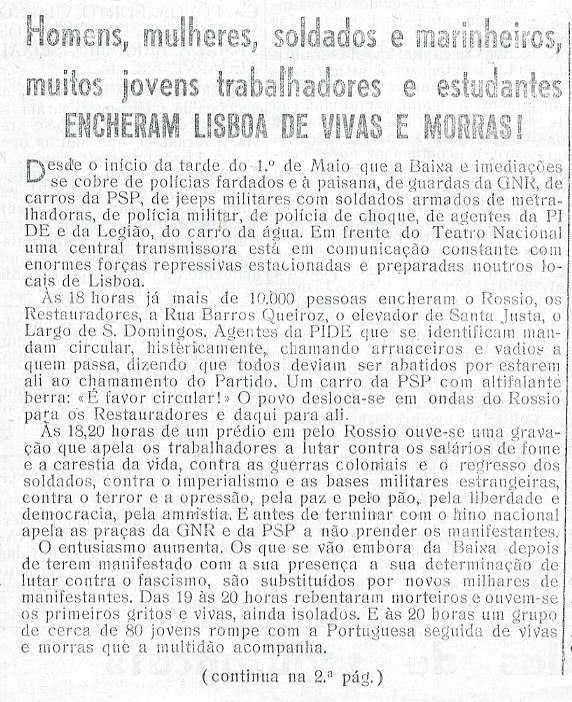 Homens, mulheres, soldados e marinheiros,
muitos jovens trabalhadores e estudantes
ENCHERAM LISBOA DE VIVAS E MORRAS!
Desde o início da tarde do 1.º de Maio que a Baixa e imediações
se cobre de polícias fardados e à paisana, de guardas da GNR, de
carros da PSP, de jeeps militares com soldados armados de metra-
lhadoras, de polícia militar, de polícia de choque, de agentes da PI
DE e da Legião, do carro da água. Em frente do Teatro Nacional
uma central transmissora está em comunicação constante com
enormes forças repressivas estacionadas e preparadas noutros lo-
cais de Lisboa.
Às 18 horas já mais de 10.000 pessoas encheram o Rossio, os
Restauradores, a Rua Barros Queiroz, o elevador de Santa Justa, o
Largo de S. Domingos. Agentes da PIDE que se identificam man-
dam circular, histèricamente, chamando arruaceiros e vadios a
quem passa, dizendo que todos deviam ser abatidos por estarem
ali ao chamamento do Partido. Um carro da PSP com altifalante
berra: «É favor circular!» O povo desloca-se em ondas do Rossio
para os Restauradores e daqui para ali.
Às 18,20 horas de um prédio em pelo Rossio ouve-se uma grava-
ção que apela os trabalhadores a lutar contra os salários de fome
e a carestia da vida, contra as guerras coloniais e o regresso dos
soldados, contra o imperialismo e as bases militares estrangeiras,
contra o terror e a opressão, pela paz e pelo pão, pela liberdade e
democracia, pela amnistia. E antes de terminar com o hino nacional
apela as praças da GNR e da PSP a não prender os manifestantes.
O entusiasmo aumenta. Os que se vão embora da Baixa depois
de terem manifestado com a sua presença a sua determinação de
lutar contra o fascismo, são substituídos por novos milhares de
manifestantes. Das 19 às 20 horas rebentaram morteiros e ouvem-se
os primeiros gritos e vivas, ainda isolados. E às 20 horas um grupo
de cerca de 80 jovens rompe com a Portuguesa seguida de vivas
e morras que a multidão acompanha.
(continua na 2.ª pág.)